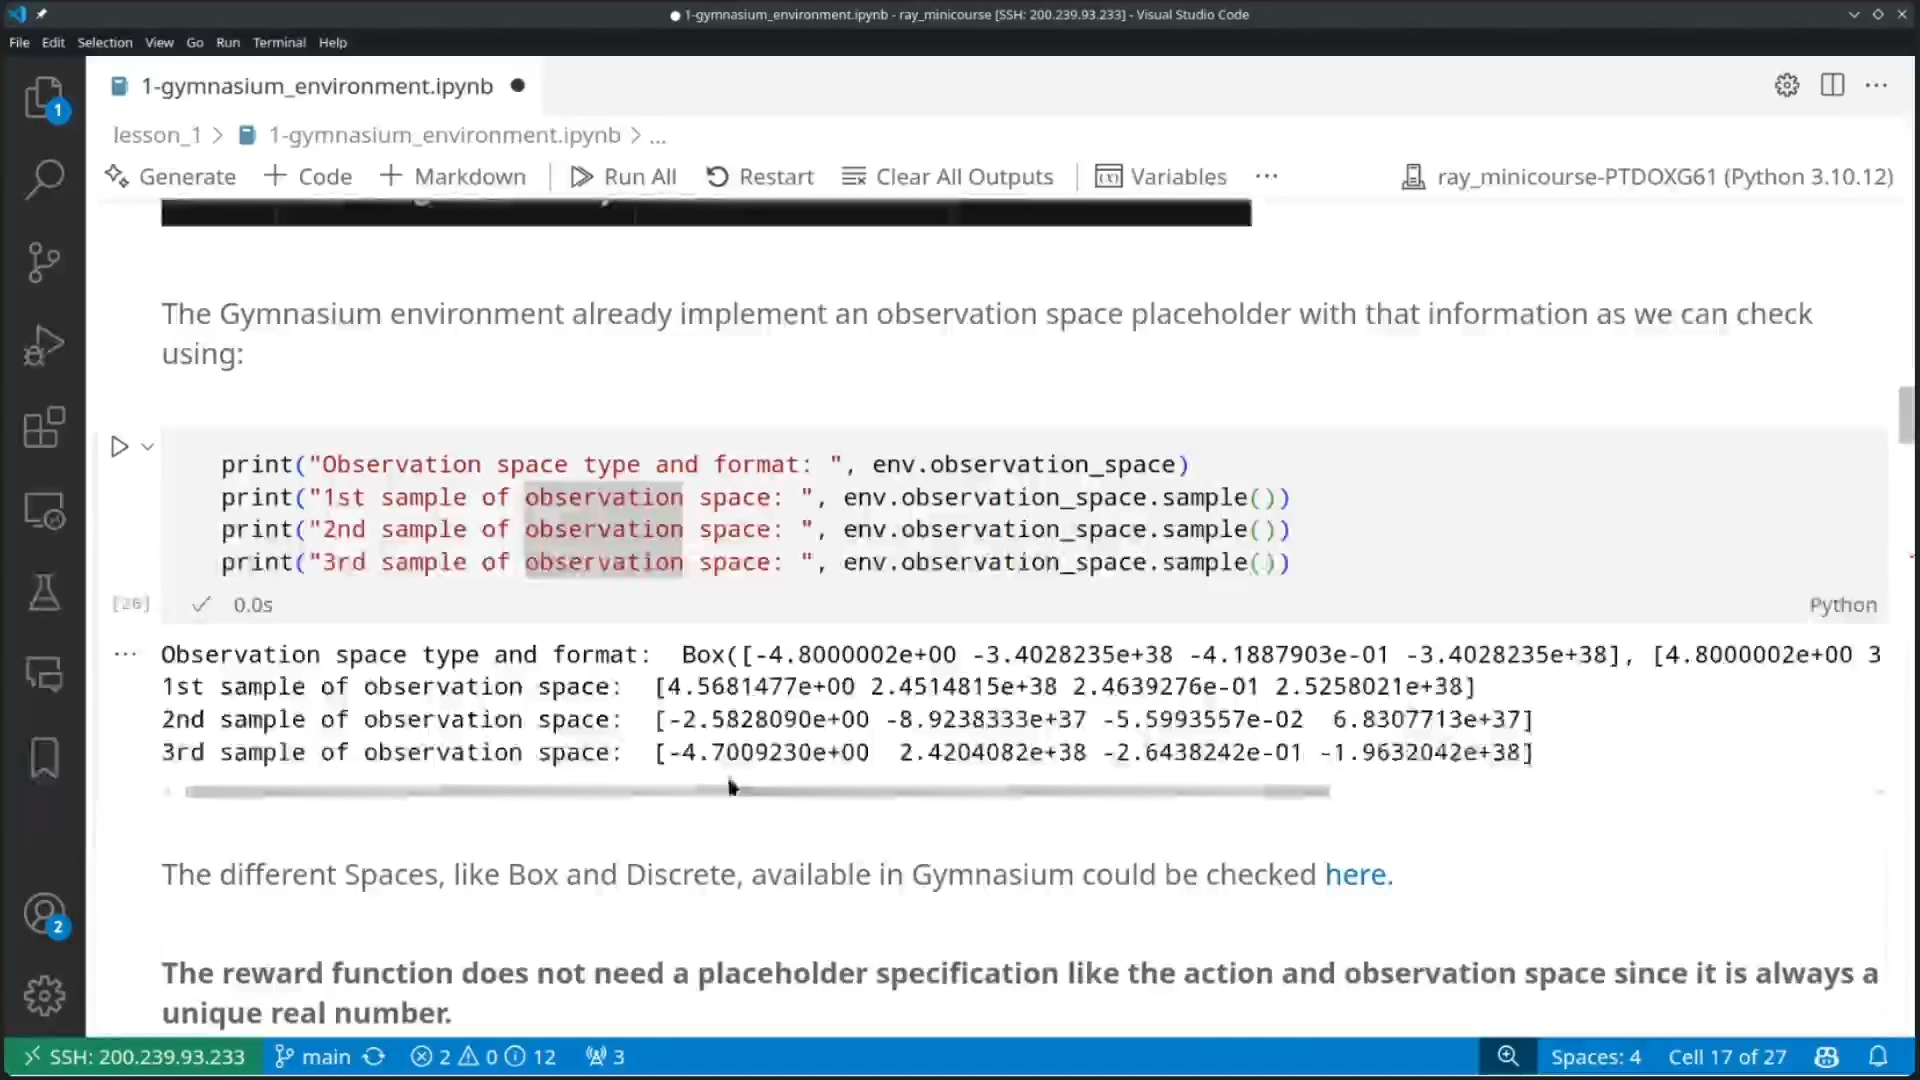 1-gymnasium_environment.ipynb - ray_minicourse [SSH: 200.239.93.233] - Visual Studio Code
File Edit Selection View Go Run Terminal Help
1-gymnasium_environment.ipynb
lesson_1 > 1-gymnasium_environment.ipynb > ...
Generate + Code + Markdown Run All Restart Clear All Outputs Variables ... ray_minicourse-PTDOXG61 (Python 3.10.12)
The Gymnasium environment already implement an observation space placeholder with that information as we can check
using:
print("Observation space type and format: ", env.observation_space)
print("1st sample of observation space: ", env.observation_space.sample())
print("2nd sample of observation space: ", env.observation_space.sample())
print("3rd sample of observation space: ", env.observation_space.sample())
[20] 0.0s Python
Observation space type and format:  Box([-4.8000002e+00 -3.4028235e+38 -4.1887903e-01 -3.4028235e+38], [4.8000002e+00 3
1st sample of observation space:  [4.5681477e+00 2.4514815e+38 2.4639276e-01 2.5258021e+38]
2nd sample of observation space:  [-2.5828090e+00 -8.9238333e+37 -5.5993557e-02  6.8307713e+37]
3rd sample of observation space:  [-4.7009230e+00  2.4204082e+38 -2.6438242e-01 -1.9632042e+38]
The different Spaces, like Box and Discrete, available in Gymnasium could be checked here.
The reward function does not need a placeholder specification like the action and observation space since it is always a
unique real number.
1
2
SSH: 200.239.93.233 main 2 0 12 3 Spaces: 4 Cell 17 of 27